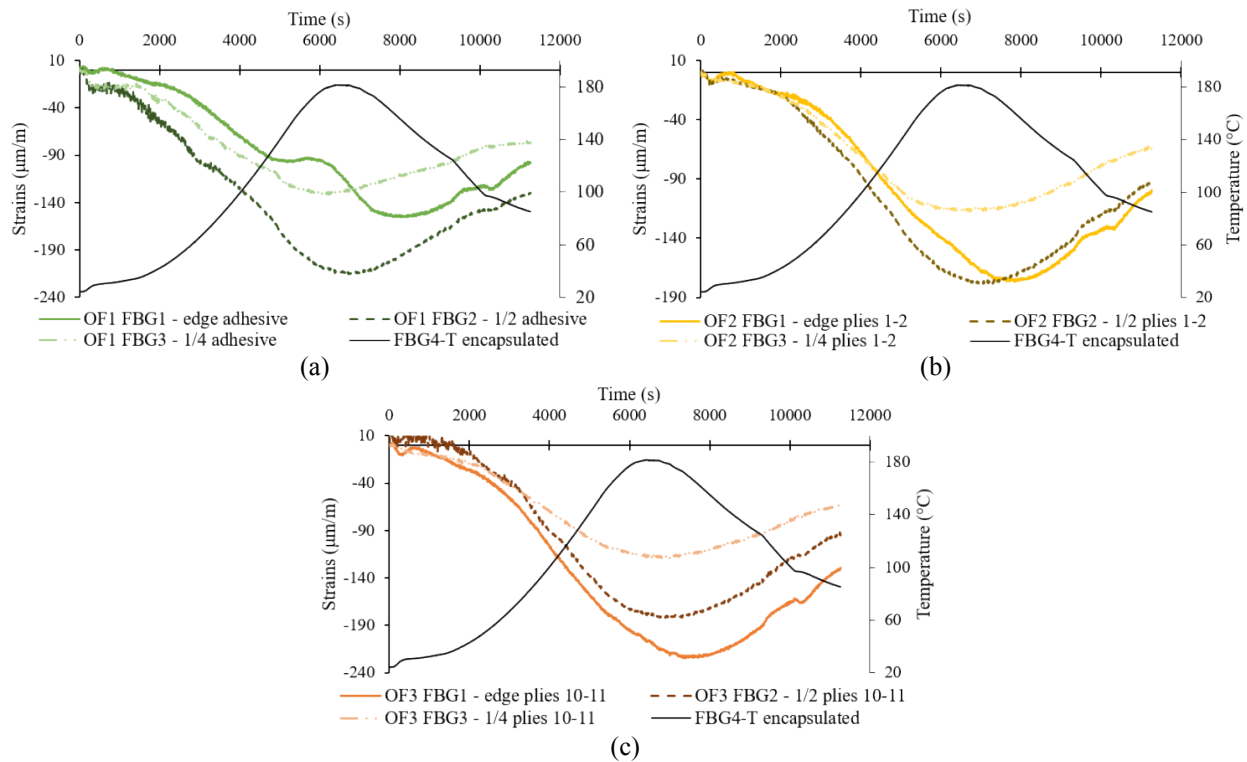 Time (s)
0 2000 4000 6000 8000 10000 12000
10
-40
-90
-140
-190
-240
Strains (μm/m)
180
140
100
60
20
OF1 FBG1 - edge adhesive
OF1 FBG2 - 1/2 adhesive
OF1 FBG3 - 1/4 adhesive
FBG4-T encapsulated
(a)
Time (s)
0 2000 4000 6000 8000 10000 12000
10
-40
-90
-140
-190
Strains (μm/m)
180
140
100
60
20
Temperature (°C)
OF2 FBG1 - edge plies 1-2
OF2 FBG2 - 1/2 plies 1-2
OF2 FBG3 - 1/4 plies 1-2
FBG4-T encapsulated
(b)
Time (s)
0 2000 4000 6000 8000 10000 12000
10
-40
-90
-140
-190
-240
Strains (μm/m)
180
140
100
60
20
Temperature (°C)
OF3 FBG1 - edge plies 10-11
OF3 FBG2 - 1/2 plies 10-11
OF3 FBG3 - 1/4 plies 10-11
FBG4-T encapsulated
(c)